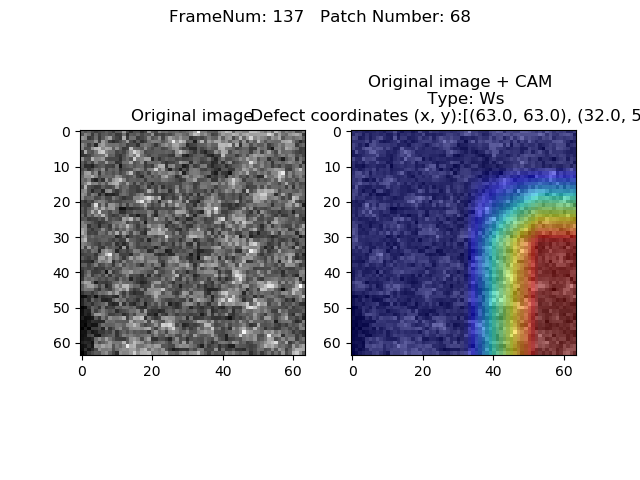 FrameNum: 137   Patch Number: 68
Original image + CAM
Type: Ws
Original image
Defect coordinates (x, y):[(63.0, 63.0), (32.0, 5
0
10
20
30
40
50
60
0 20 40 60
0
10
20
30
40
50
60
0 20 40 60